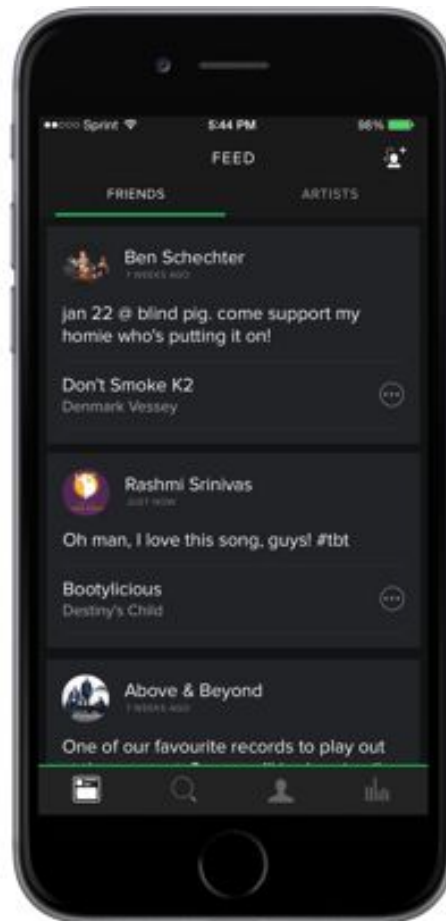 Sprint 5:44 PM 98%
FEED
FRIENDS ARTISTS
Ben Schechter
7 WEEKS AGO
jan 22 @ blind pig. come support my
homie who's putting it on!
Don't Smoke K2
Denmark Vessey
Rashmi Srinivas
JUST NOW
Oh man, I love this song, guys! #tbt
Bootylicious
Destiny's Child
Above & Beyond
7 WEEKS AGO
One of our favourite records to play out